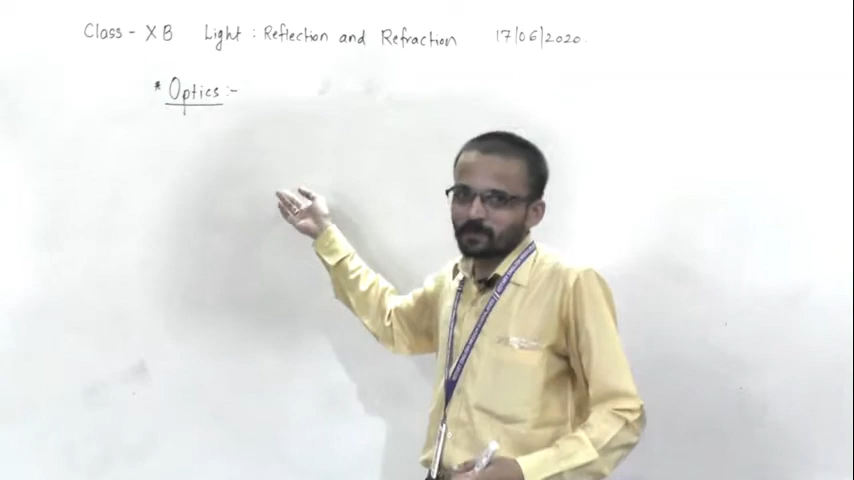 Class - X B Light : Reflection and Refraction 17/06/2020.
* Optics :-